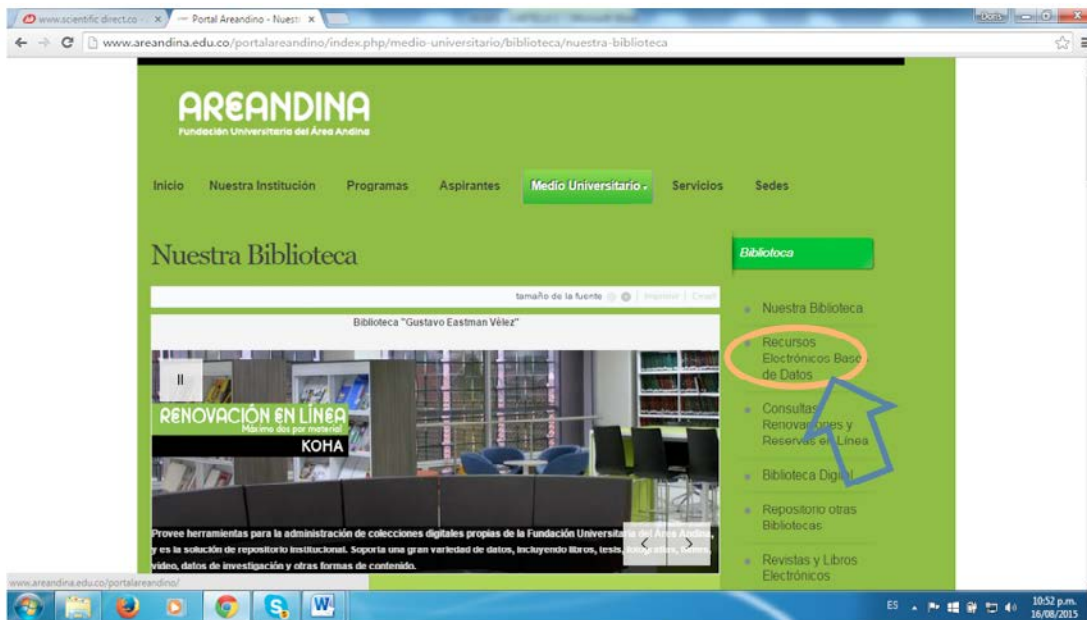 www.scientific direct.co
Portal Areandino - Nuest
Doris
www.areandina.edu.co/portalareandino/index.php/medio-universitario/biblioteca/nuestra-biblioteca
AREANDINA
Fundación Universitaria del Área Andina
Inicio Nuestra Institución Programas Aspirantes Medio Universitario Servicios Sedes
Nuestra Biblioteca
tamaño de la fuente | Imprimir | Email
Biblioteca "Gustavo Eastman Vélez"
RENOVACIÓN EN LÍNEA
Máximo dos por material
KOHA
Provee herramientas para la administración de colecciones digitales propias de la Fundación Universitaria del Área Andina,
y es la solución de repositorio institucional. Soporta una gran variedad de datos, incluyendo libros, tesis,
video, datos de investigación y otras formas de contenido.
Biblioteca
Nuestra Biblioteca
Recursos
Electrónicos Bases
de Datos
Consultas
Renovaciones y
Reservas en Línea
Biblioteca Digital
Repositorio otras
Bibliotecas
Revistas y Libros
Electrónicos
www.areandina.edu.co/portalareandino/
ES
10:52 p.m.
16/08/2015